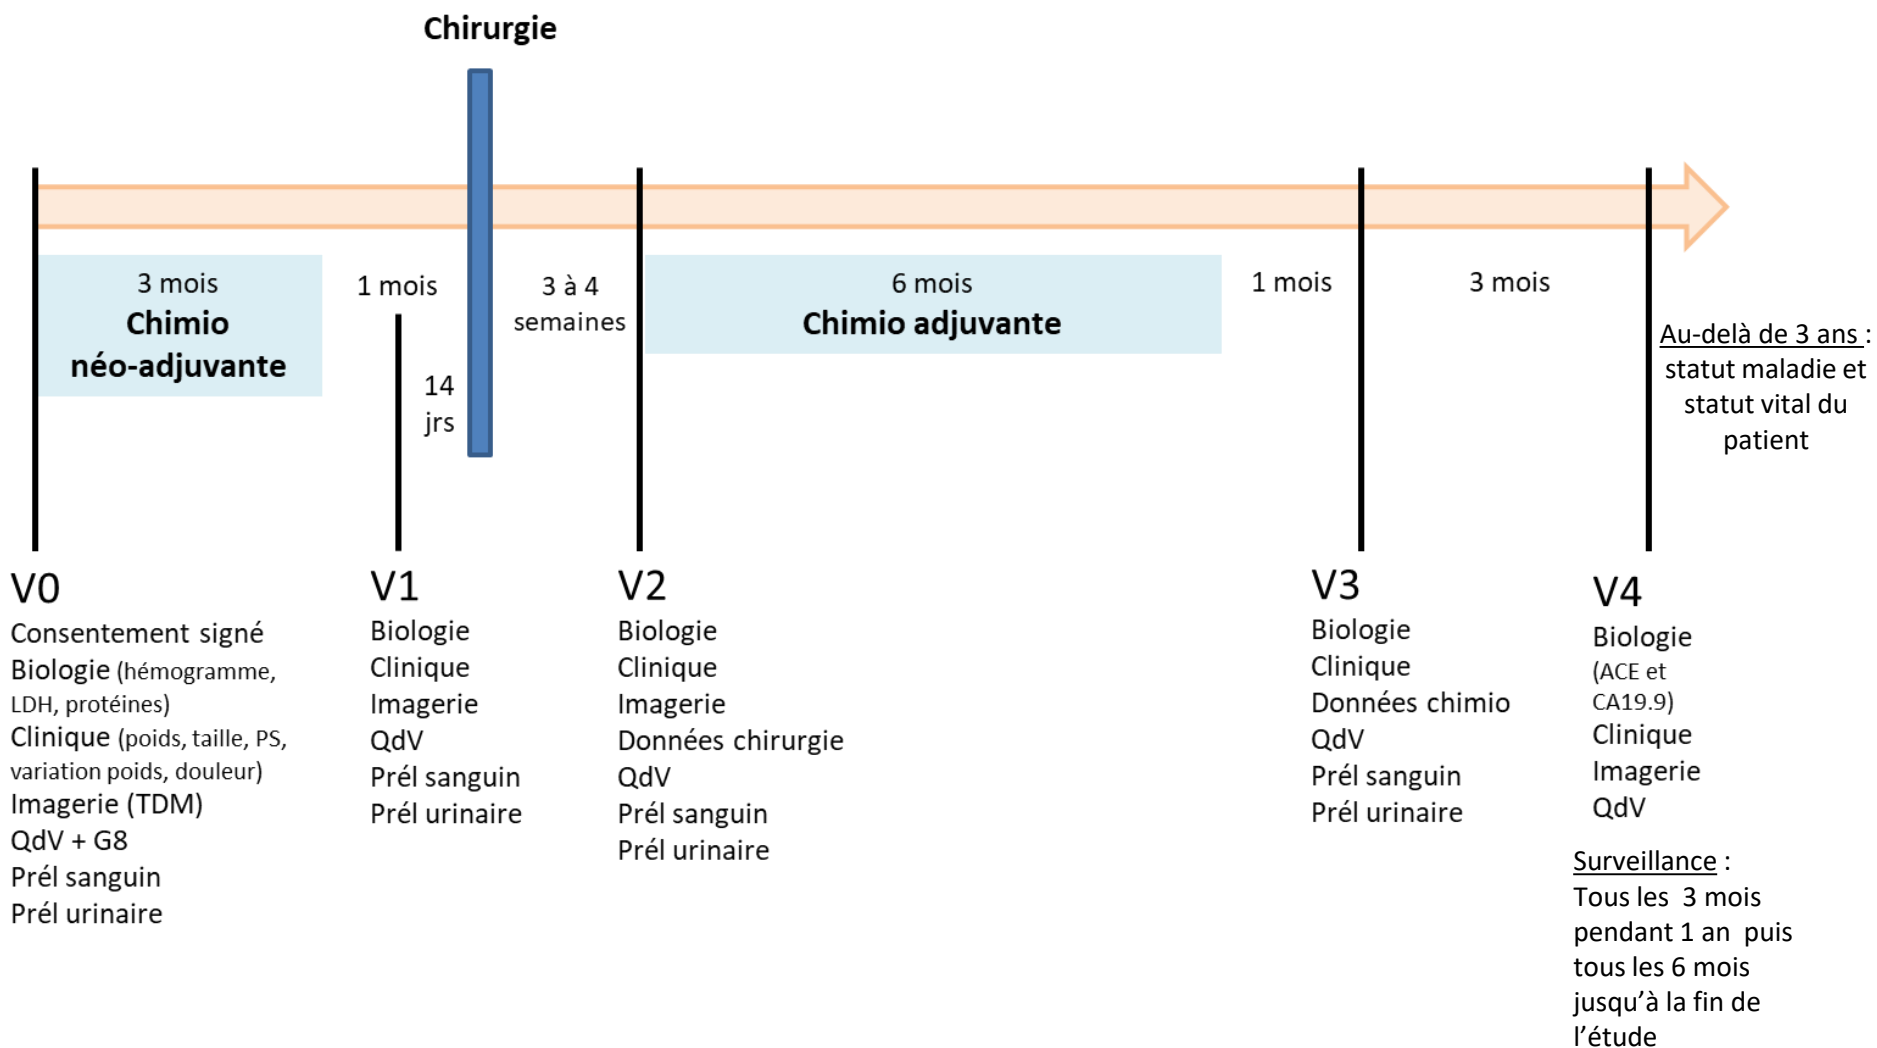 Chirurgie
3 mois
Chimio
néo-adjuvante
1 mois
14
jrs
3 à 4
semaines
6 mois
Chimio adjuvante
1 mois
3 mois
Au-delà de 3 ans :
statut maladie et
statut vital du
patient
V0
Consentement signé
Biologie (hémogramme,
LDH, protéines)
Clinique (poids, taille, PS,
variation poids, douleur)
Imagerie (TDM)
QdV + G8
Prél sanguin
Prél urinaire
V1
Biologie
Clinique
Imagerie
QdV
Prél sanguin
Prél urinaire
V2
Biologie
Clinique
Imagerie
Données chirurgie
QdV
Prél sanguin
Prél urinaire
V3
Biologie
Clinique
Données chimio
QdV
Prél sanguin
Prél urinaire
V4
Biologie
(ACE et
CA19.9)
Clinique
Imagerie
QdV
Surveillance :
Tous les 3 mois
pendant 1 an puis
tous les 6 mois
jusqu’à la fin de
l’étude